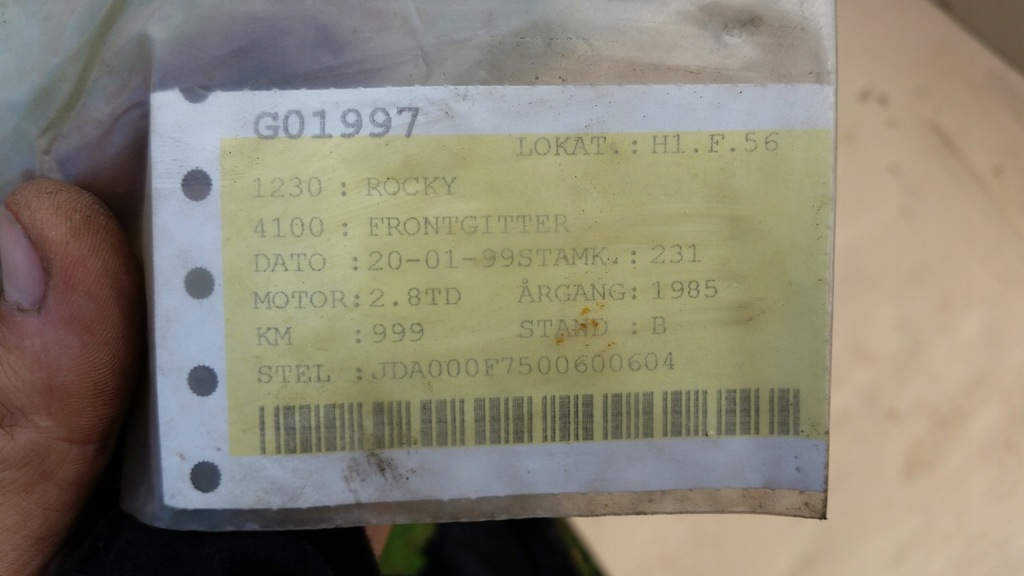 G01997
LOKAT.: H1.F.56
1230 : ROCKY
4100 : FRONTGITTER
DATO :20-01-99STAMK.: 231
MOTOR:2.8TD ÅRGANG: 1985
KM :999 STAND : B
STEL :JDA000F7500600604